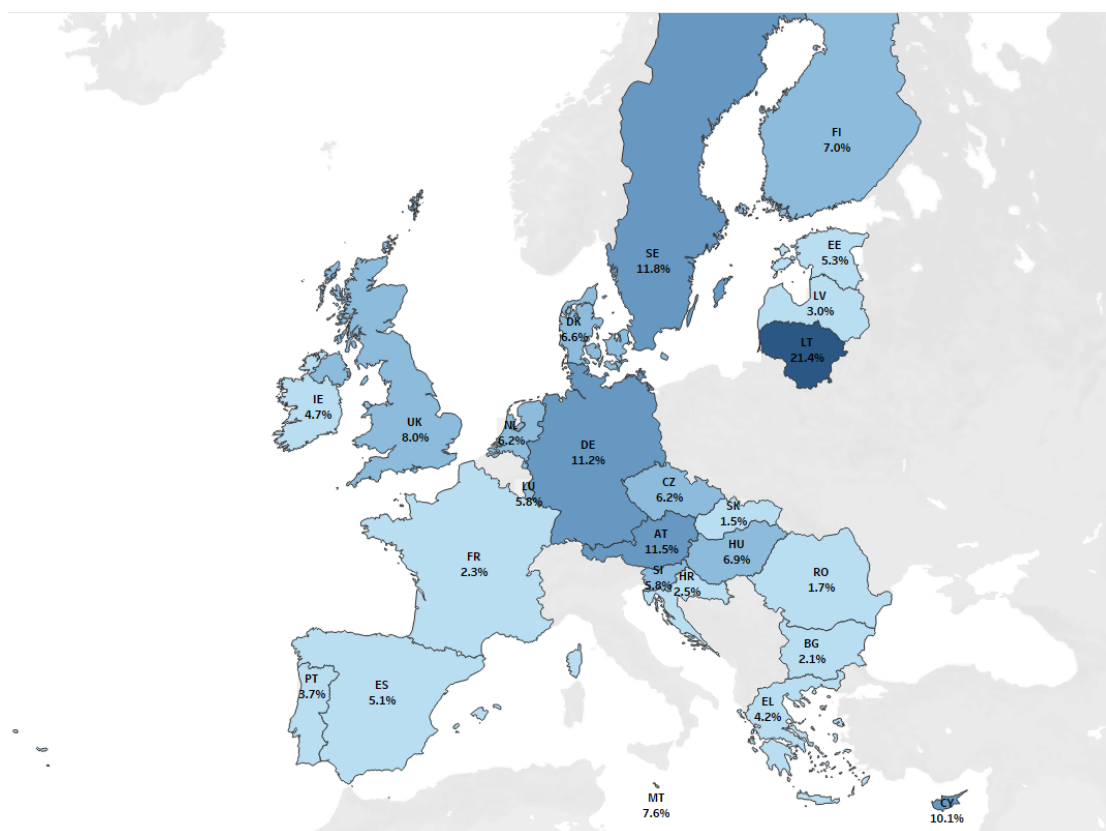 FI
7.0%
SE
11.8%
EE
5.3%
LV
3.0%
LT
21.4%
DK
6.6%
IE
4.7%
UK
8.0%
NL
6.2%
DE
11.2%
LU
5.8%
CZ
6.2%
SK
1.5%
AT
11.5%
HU
6.9%
FR
2.3%
SI
5.8%
HR
2.5%
RO
1.7%
BG
2.1%
PT
3.7%
ES
5.1%
EL
4.2%
MT
7.6%
CY
10.1%